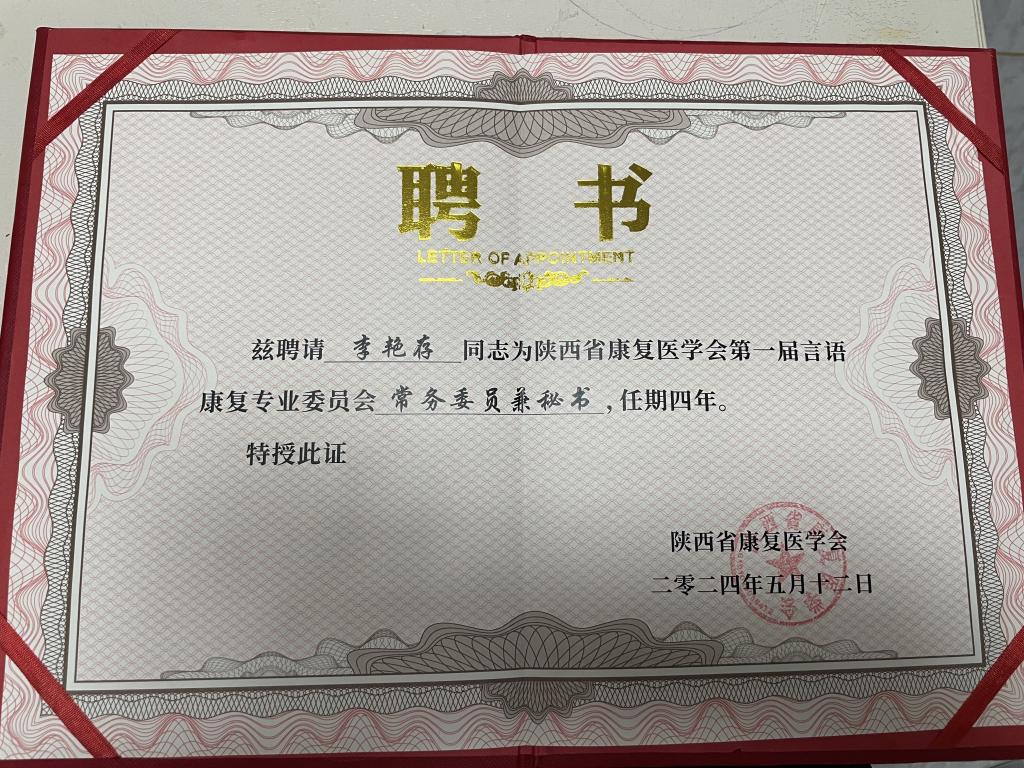 聘 书
LETTER OF APPOINTMENT
兹聘请 李艳存 同志为陕西省康复医学会第一届言语
康复专业委员会 常务委员兼秘书 ,任期四年。
特授此证
陕西省康复医学会
二零二四年五月十二日